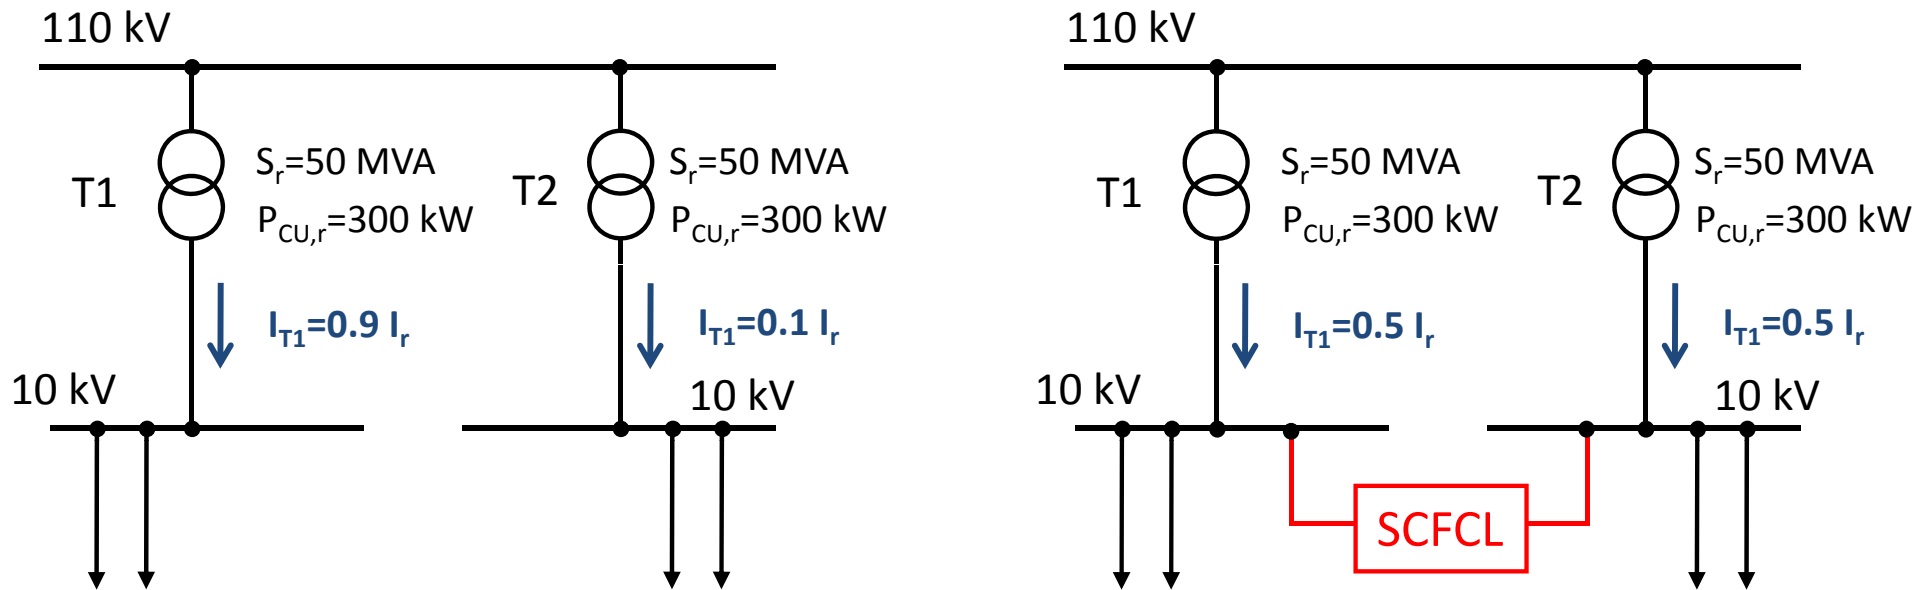 110 kV
T1
S_r=50 MVA
P_CU,r=300 kW
T2
S_r=50 MVA
P_CU,r=300 kW
I_T1=0.9 I_r
I_T1=0.1 I_r
10 kV
10 kV
110 kV
T1
S_r=50 MVA
P_CU,r=300 kW
T2
S_r=50 MVA
P_CU,r=300 kW
I_T1=0.5 I_r
I_T1=0.5 I_r
10 kV
10 kV
SCFCL